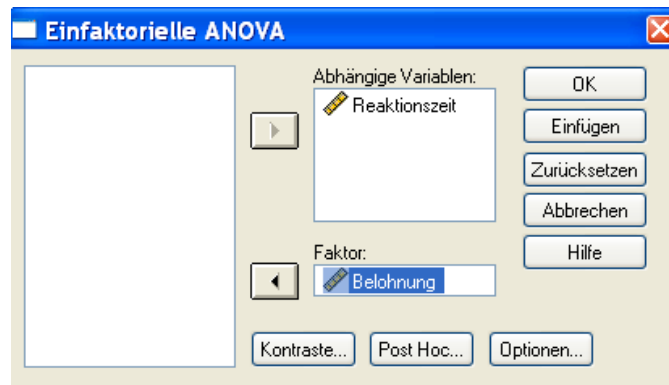 Einfaktorielle ANOVA
Abhängige Variablen:
Reaktionszeit
OK
Einfügen
Zurücksetzen
Abbrechen
Faktor:
Belohnung
Hilfe
Kontraste...
Post Hoc...
Optionen...